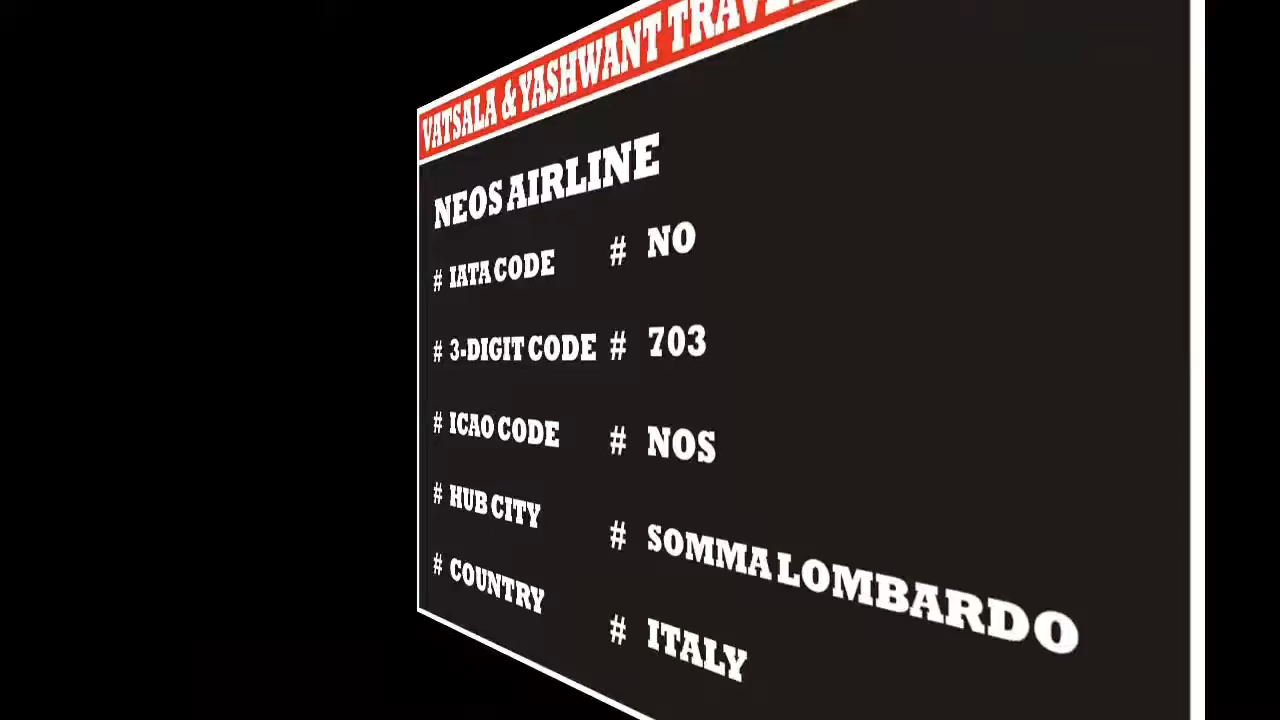 VATSALA & YASHWANT
NEOS AIRLINE
# IATA CODE # NO
# 3-DIGIT CODE # 703
# ICAO CODE # NOS
# HUB CITY # SOMMA LOMBARDO
# COUNTRY # ITALY